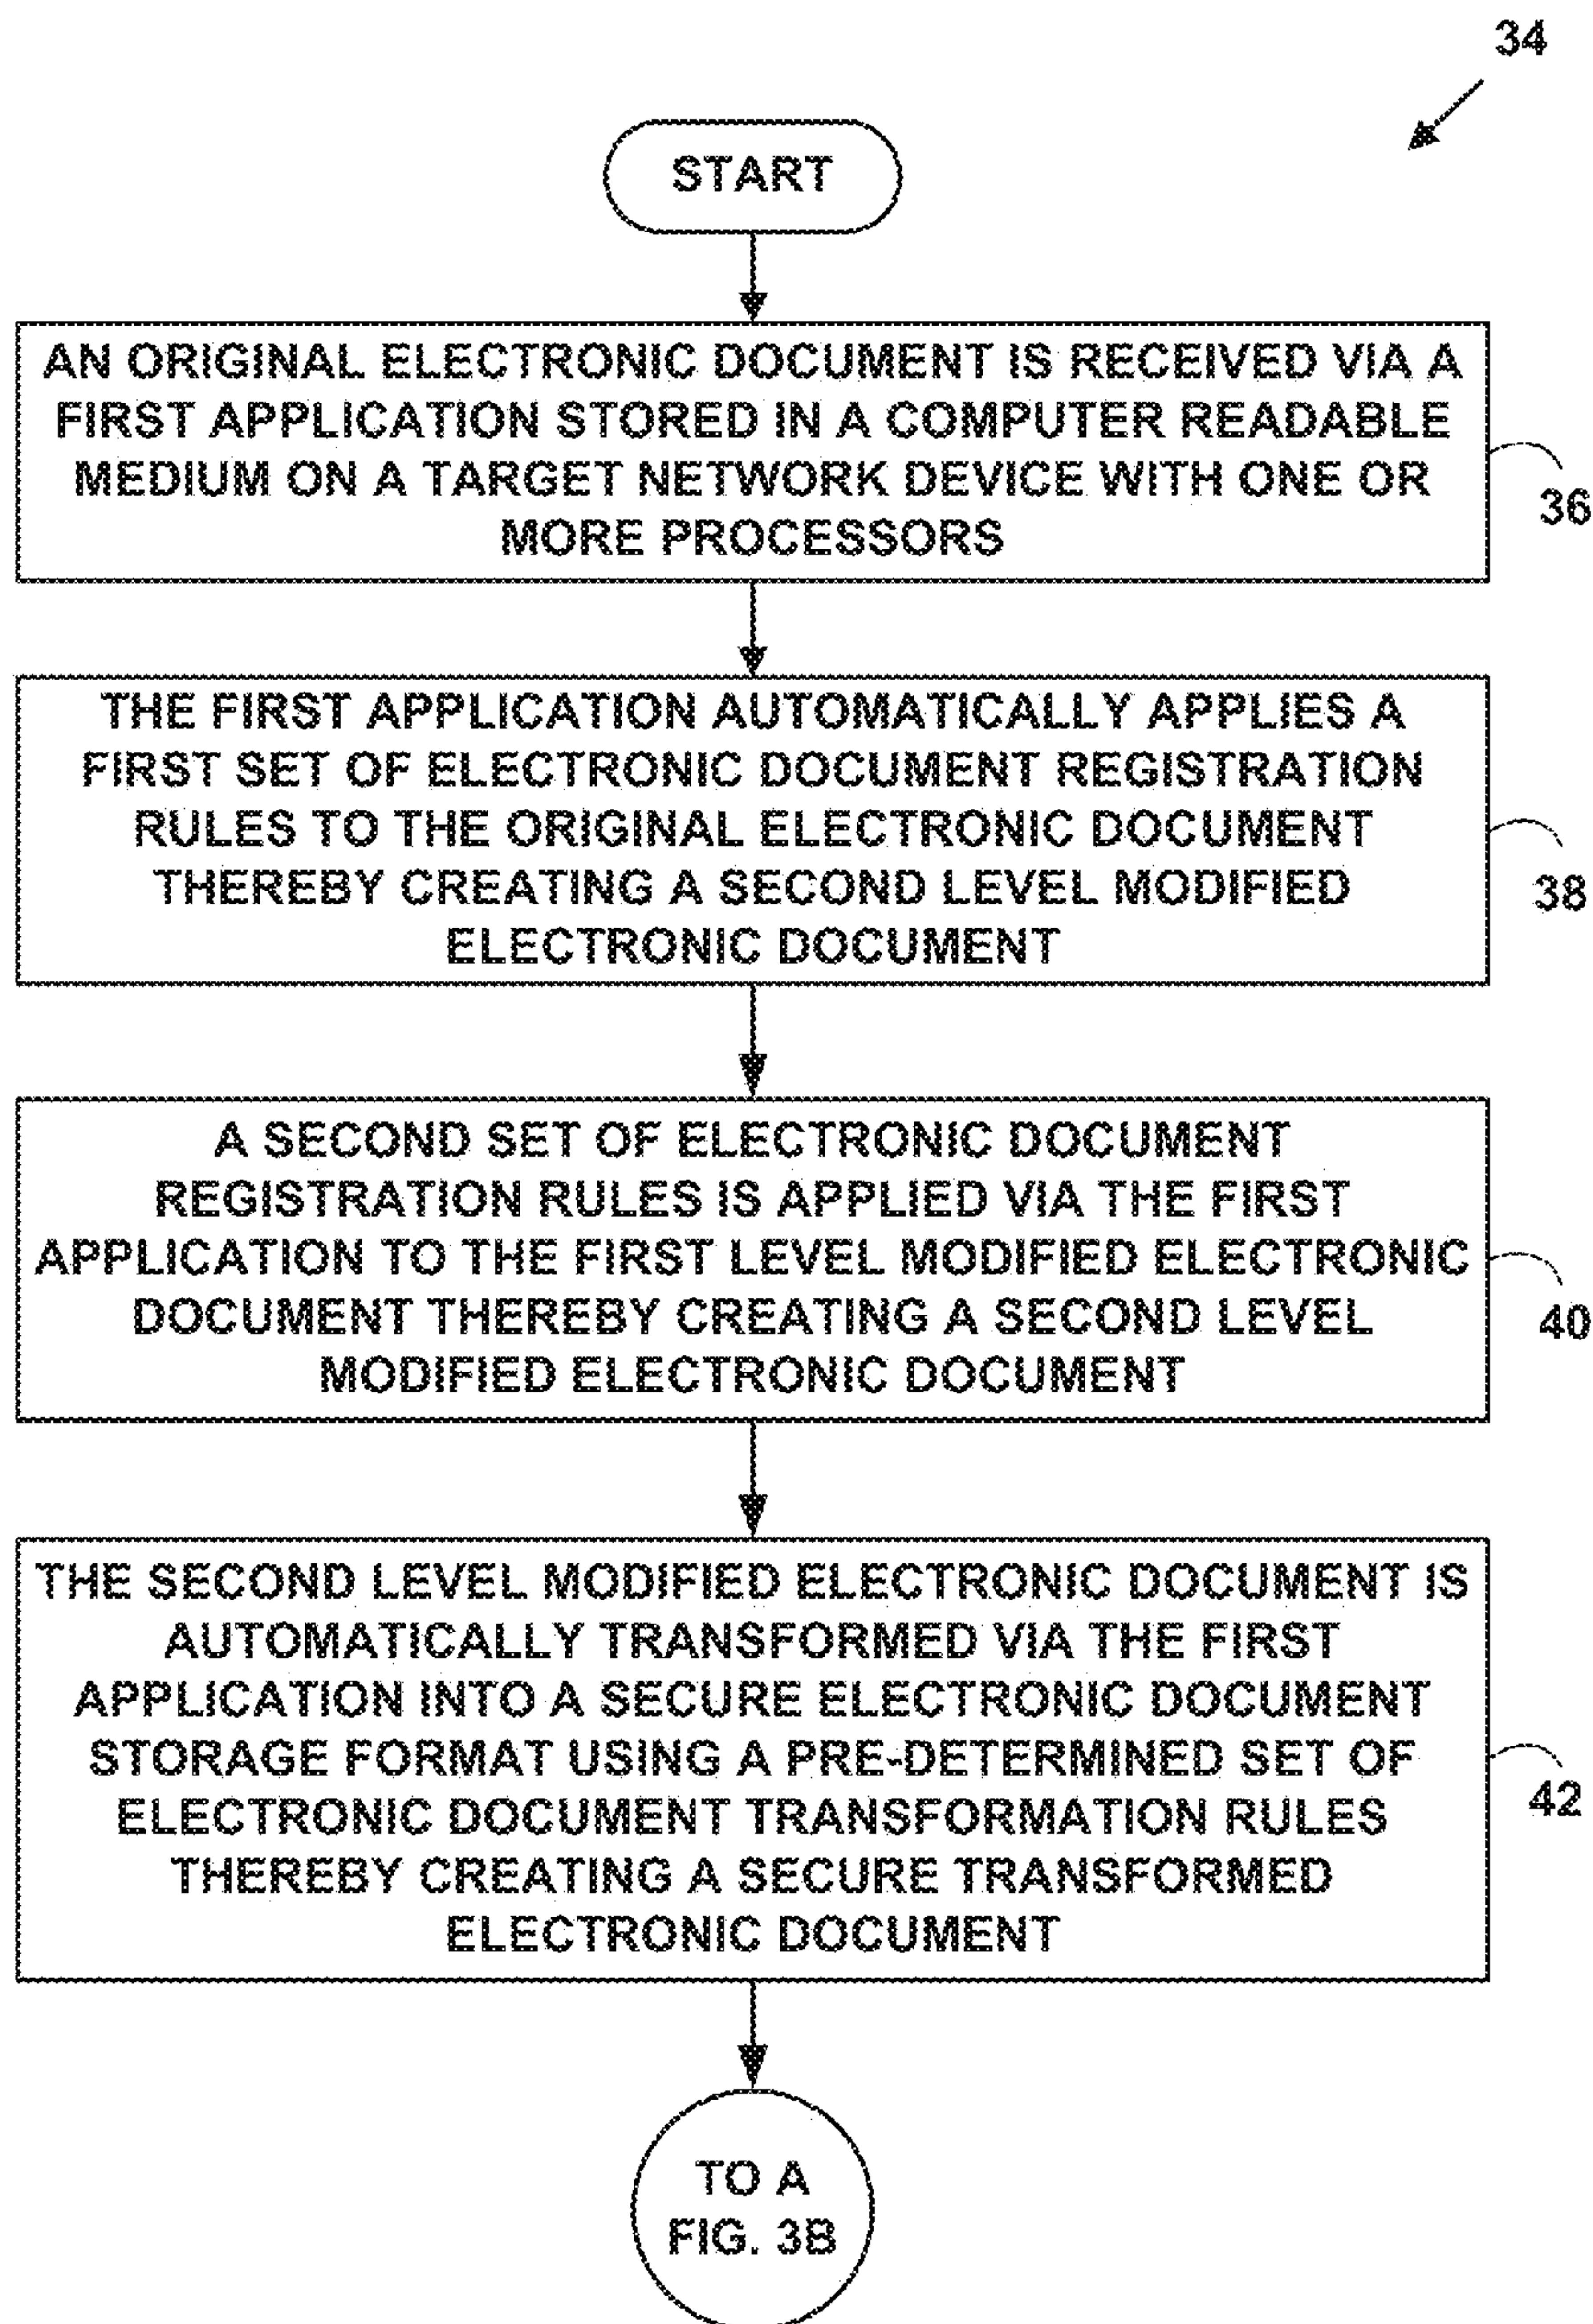 34
START
AN ORIGINAL ELECTRONIC DOCUMENT IS RECEIVED VIA A
FIRST APPLICATION STORED IN A COMPUTER READABLE
MEDIUM ON A TARGET NETWORK DEVICE WITH ONE OR
MORE PROCESSORS
36
THE FIRST APPLICATION AUTOMATICALLY APPLIES A
FIRST SET OF ELECTRONIC DOCUMENT REGISTRATION
RULES TO THE ORIGINAL ELECTRONIC DOCUMENT
THEREBY CREATING A SECOND LEVEL MODIFIED
ELECTRONIC DOCUMENT
38
A SECOND SET OF ELECTRONIC DOCUMENT
REGISTRATION RULES IS APPLIED VIA THE FIRST
APPLICATION TO THE FIRST LEVEL MODIFIED ELECTRONIC
DOCUMENT THEREBY CREATING A SECOND LEVEL
MODIFIED ELECTRONIC DOCUMENT
40
THE SECOND LEVEL MODIFIED ELECTRONIC DOCUMENT IS
AUTOMATICALLY TRANSFORMED VIA THE FIRST
APPLICATION INTO A SECURE ELECTRONIC DOCUMENT
STORAGE FORMAT USING A PRE-DETERMINED SET OF
ELECTRONIC DOCUMENT TRANSFORMATION RULES
THEREBY CREATING A SECURE TRANSFORMED
ELECTRONIC DOCUMENT
42
TO A
FIG. 3B